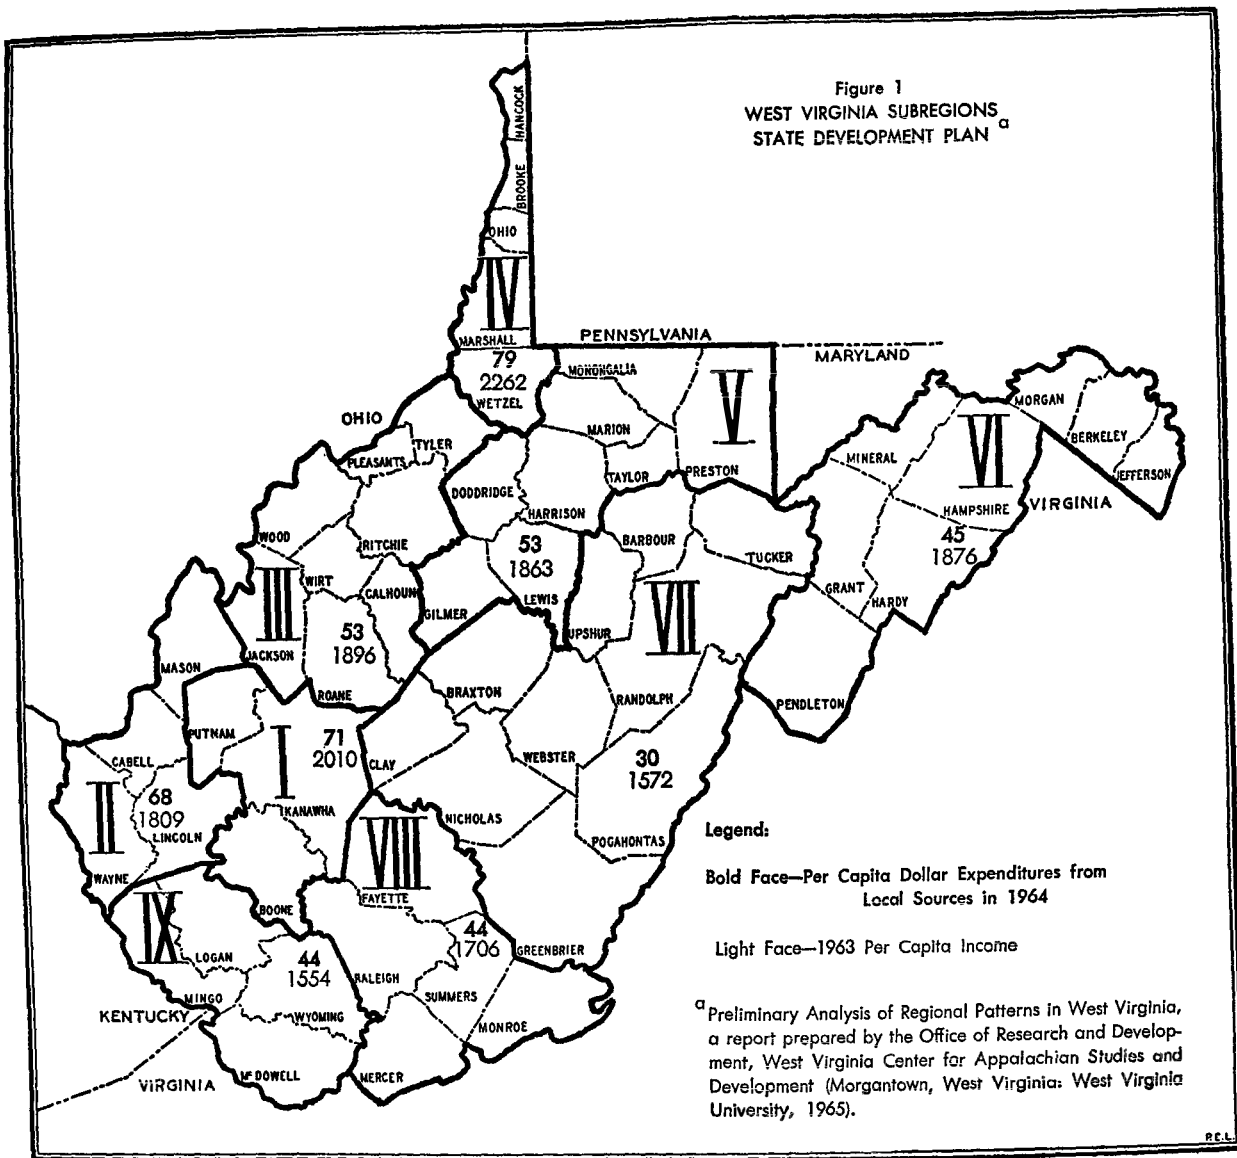 Figure 1
WEST VIRGINIA SUBREGIONS
STATE DEVELOPMENT PLAN a
HANCOCK
BROOKE
OHIO
IV
MARSHALL
79
2262
WETZEL
PENNSYLVANIA
MARYLAND
MONONGALIA
V
OHIO
MARION
MORGAN
BERKELEY
JEFFERSON
TYLER
PLEASANTS
TAYLOR
PRESTON
MINERAL
VI
HAMPSHIRE
VIRGINIA
DODDRIDGE
HARRISON
45
1876
WOOD
RITCHIE
53
1863
BARBOUR
TUCKER
WIRT
CALHOUN
GILMER
LEWIS
GRANT
HARDY
III
VII
UPSHUR
53
1896
JACKSON
MASON
ROANE
BRAXTON
RANDOLPH
PENDLETON
PUTNAM
71
2010
CLAY
WEBSTER
30
1572
CABELL
I
II
68
1809
LINCOLN
KANAWHA
NICHOLAS
POCAHONTAS
VIII
WAYNE
FAYETTE
IX
BOONE
44
1706
GREENBRIER
LOGAN
44
1554
RALEIGH
SUMMERS
MINGO
WYOMING
MONROE
KENTUCKY
VIRGINIA
McDOWELL
MERCER
Legend:
Bold Face—Per Capita Dollar Expenditures from
Local Sources in 1964
Light Face—1963 Per Capita Income
a Preliminary Analysis of Regional Patterns in West Virginia,
a report prepared by the Office of Research and Develop-
ment, West Virginia Center for Appalachian Studies and
Development (Morgantown, West Virginia: West Virginia
University, 1965).
P.E.L.